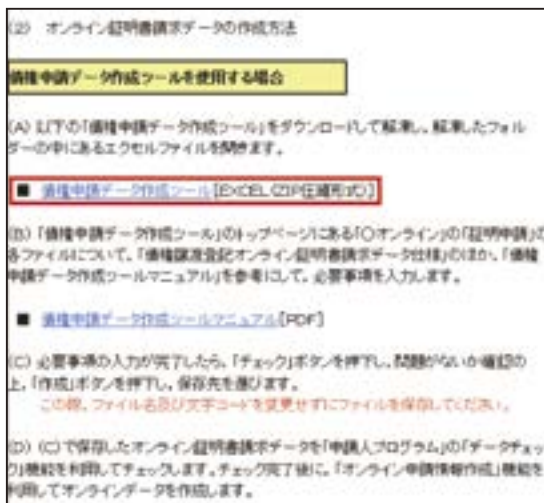 (2) オンライン証明書請求データの作成方法
債権申請データ作成ツールを使用する場合
(A) 以下の「債権申請データ作成ツール」をダウンロードして解凍し、解凍したフォル
ダーの中にあるエクセルファイルを開きます。
■ 債権申請データ作成ツール[EXCEL(ZIP圧縮形式)]
(B) 「債権申請データ作成ツール」のトップページにある「〇オンライン」の「証明申請」の
各ファイルについて、「債権譲渡登記オンライン証明書請求データ仕様」のほか、「債権
申請データ作成ツールマニュアル」を参考にして、必要事項を入力します。
■ 債権申請データ作成ツールマニュアル[PDF]
(C) 必要事項の入力が完了したら、「チェック」ボタンを押下し、問題がないか確認の
上、「作成」ボタンを押下し、保存先を選びます。
この際、ファイル名及び文字コードを変更せずにファイルを保存してください。
(D) (C)で保存したオンライン証明書請求データを「申請人プログラム」の「データチェッ
ク」機能を利用してチェックします。チェック完了後に、「オンライン申請情報作成」機能を
利用してオンラインデータを作成します。